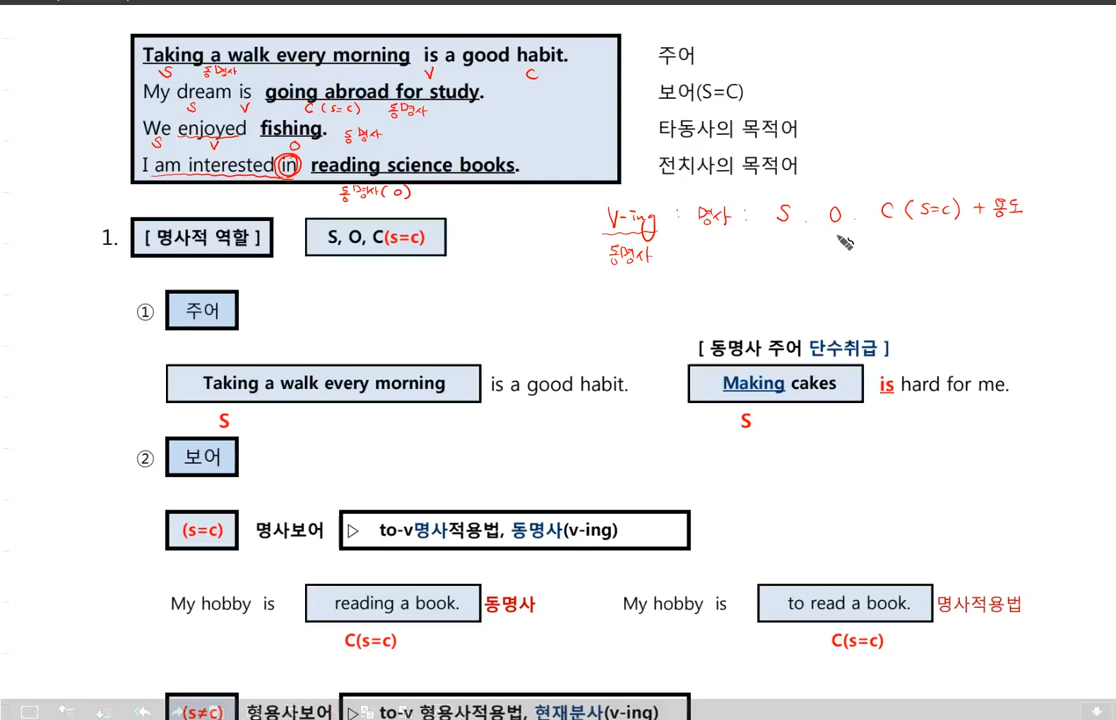 Taking a walk every morning is a good habit. 주어
S 동명사 V C
My dream is going abroad for study. 보어(S=C)
S V C (s=c) 동명사
We enjoyed fishing. 동명사 타동사의 목적어
S V O
I am interested in reading science books. 전치사의 목적어
동명사(O)
V-ing : 명사 : S . O . C (s=c) + 용도
동명사
1. [ 명사적 역할 ] S, O, C(s=c)
① 주어
[ 동명사 주어 단수취급 ]
Taking a walk every morning is a good habit. Making cakes is hard for me.
S S
② 보어
(s=c) 명사보어 ▷ to-v명사적용법, 동명사(v-ing)
My hobby is reading a book. 동명사 My hobby is to read a book. 명사적용법
C(s=c) C(s=c)
(s≠c) 형용사보어 ▷ to-v 형용사적용법, 현재분사(v-ing)